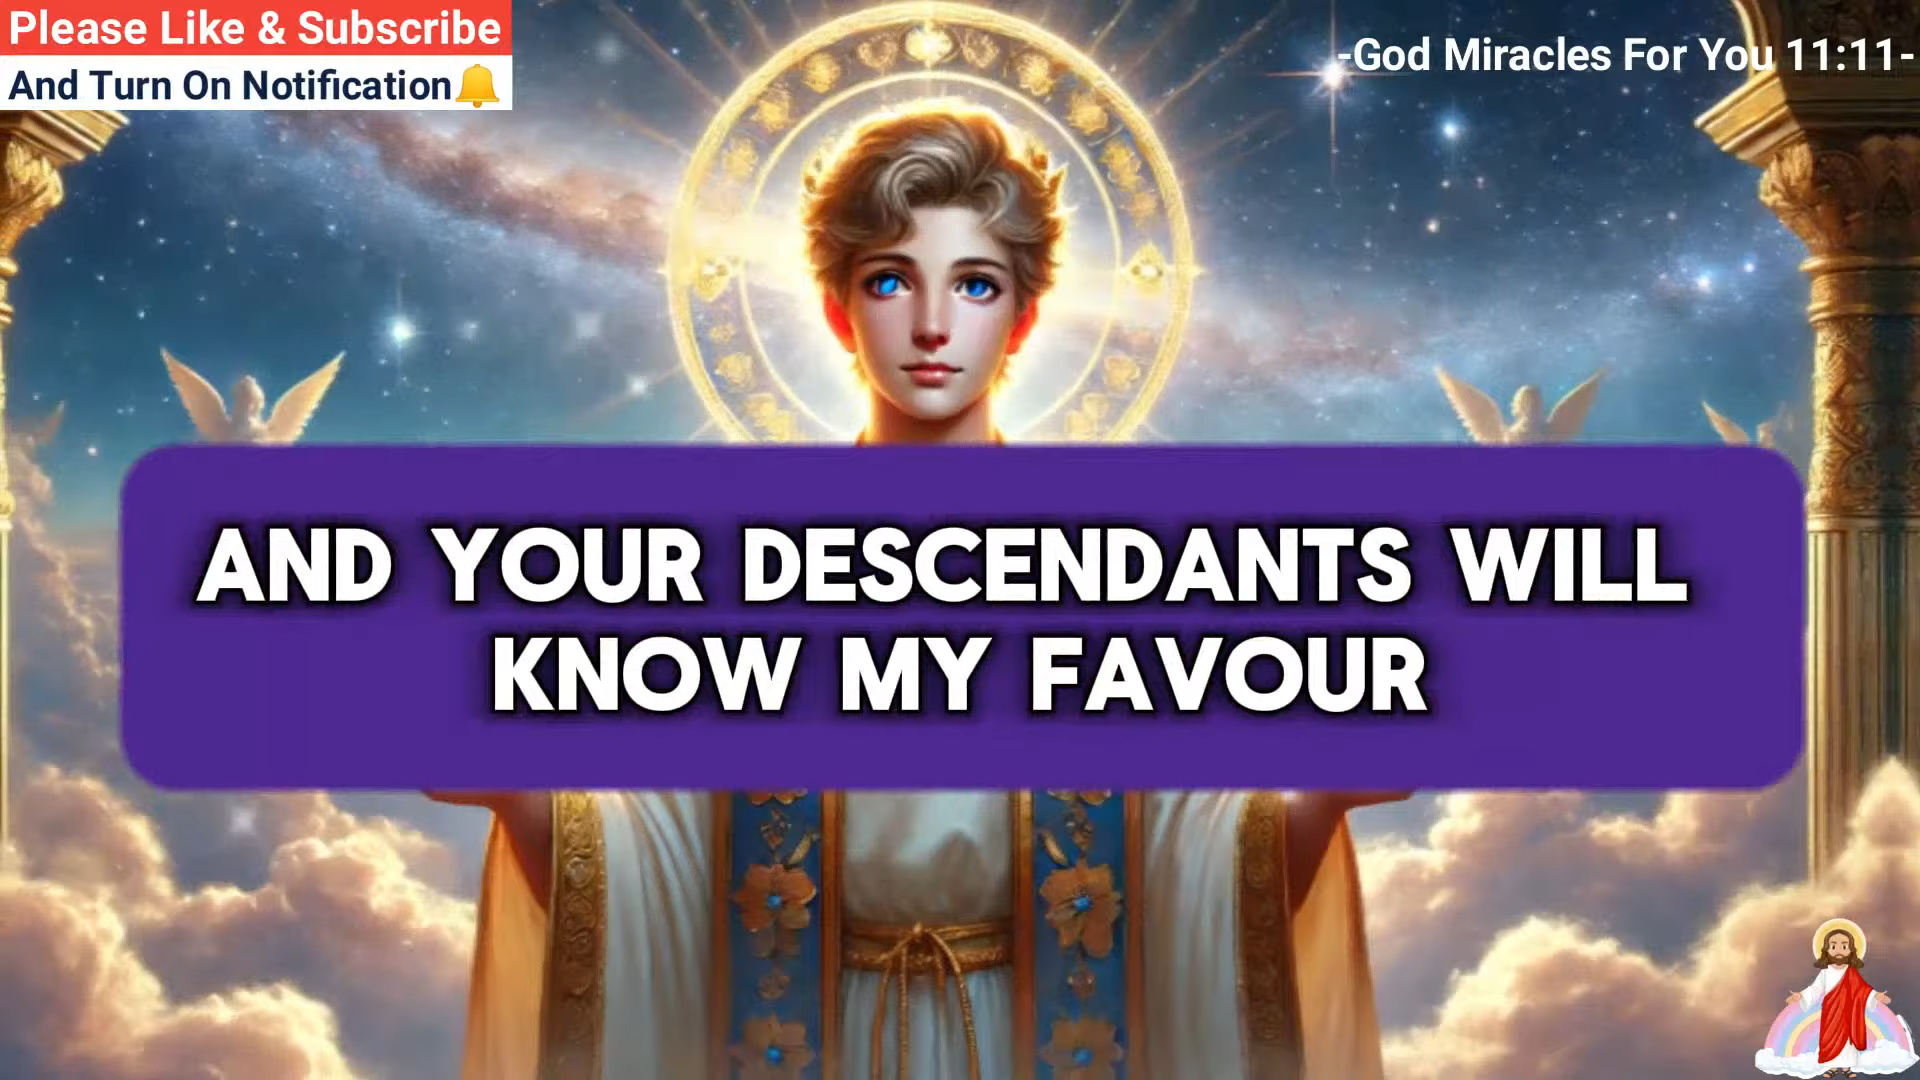 Please Like & Subscribe
And Turn On Notification🔔
-God Miracles For You 11:11-
AND YOUR DESCENDANTS WILL
KNOW MY FAVOUR